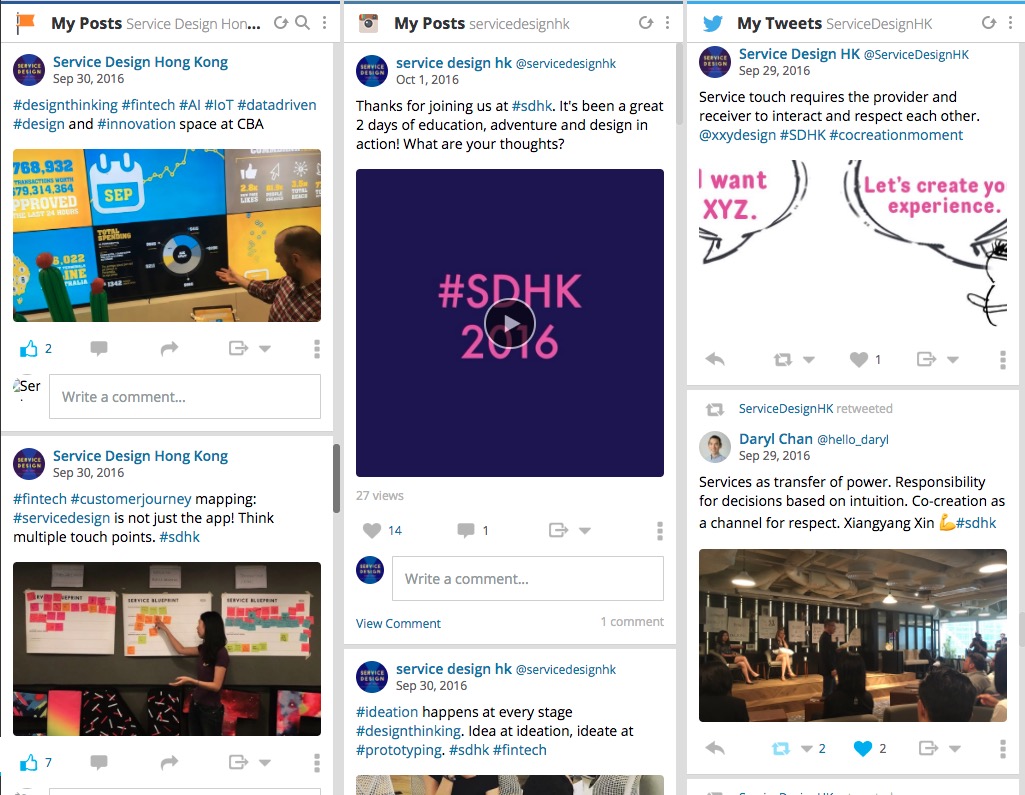 My Posts Service Design Hon...
Service Design Hong Kong
Sep 30, 2016
#designthinking #fintech #AI #IoT #datadriven
#design and #innovation space at CBA
768,932
TRANSACTIONS WORTH
679,314,364
APPROVED
THE LAST 24 HOURS
SEP
2.8K
LIKES
TOTAL
SPENDING
6,022
TRALIA
1342
2
Ser
Write a comment...
Service Design Hong Kong
Sep 30, 2016
#fintech #customerjourney mapping:
#servicedesign is not just the app! Think
multiple touch points. #sdhk
SERVICE BLUEPRINT
SERVICE BLUEPRINT
7
My Posts servicedesignhk
service design hk @servicedesignhk
Oct 1, 2016
Thanks for joining us at #sdhk. It's been a great
2 days of education, adventure and design in
action! What are your thoughts?
#SDHK
2016
27 views
14
1
Write a comment...
View Comment
1 comment
service design hk @servicedesignhk
Sep 30, 2016
#ideation happens at every stage
#designthinking. Idea at ideation, ideate at
#prototyping. #sdhk #fintech
My Tweets ServiceDesignHK
Service Design HK @ServiceDesignHK
Sep 29, 2016
Service touch requires the provider and
receiver to interact and respect each other.
@xxydesign #SDHK #cocreationmoment
I want
XYZ.
Let's create yo
experience.
1
ServiceDesignHK retweeted
Daryl Chan @hello_daryl
Sep 29, 2016
Services as transfer of power. Responsibility
for decisions based on intuition. Co-creation as
a channel for respect. Xiangyang Xin 💪#sdhk
2
2